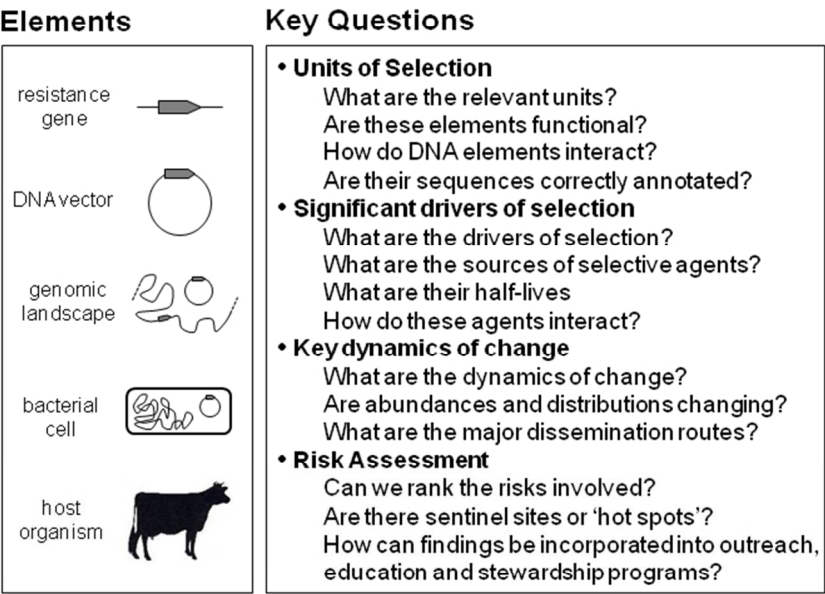 Elements
resistance
gene
DNA vector
genomic
landscape
bacterial
cell
host
organism
Key Questions
• Units of Selection
What are the relevant units?
Are these elements functional?
How do DNA elements interact?
Are their sequences correctly annotated?
• Significant drivers of selection
What are the drivers of selection?
What are the sources of selective agents?
What are their half-lives
How do these agents interact?
• Key dynamics of change
What are the dynamics of change?
Are abundances and distributions changing?
What are the major dissemination routes?
• Risk Assessment
Can we rank the risks involved?
Are there sentinel sites or ‘hot spots’?
How can findings be incorporated into outreach,
education and stewardship programs?